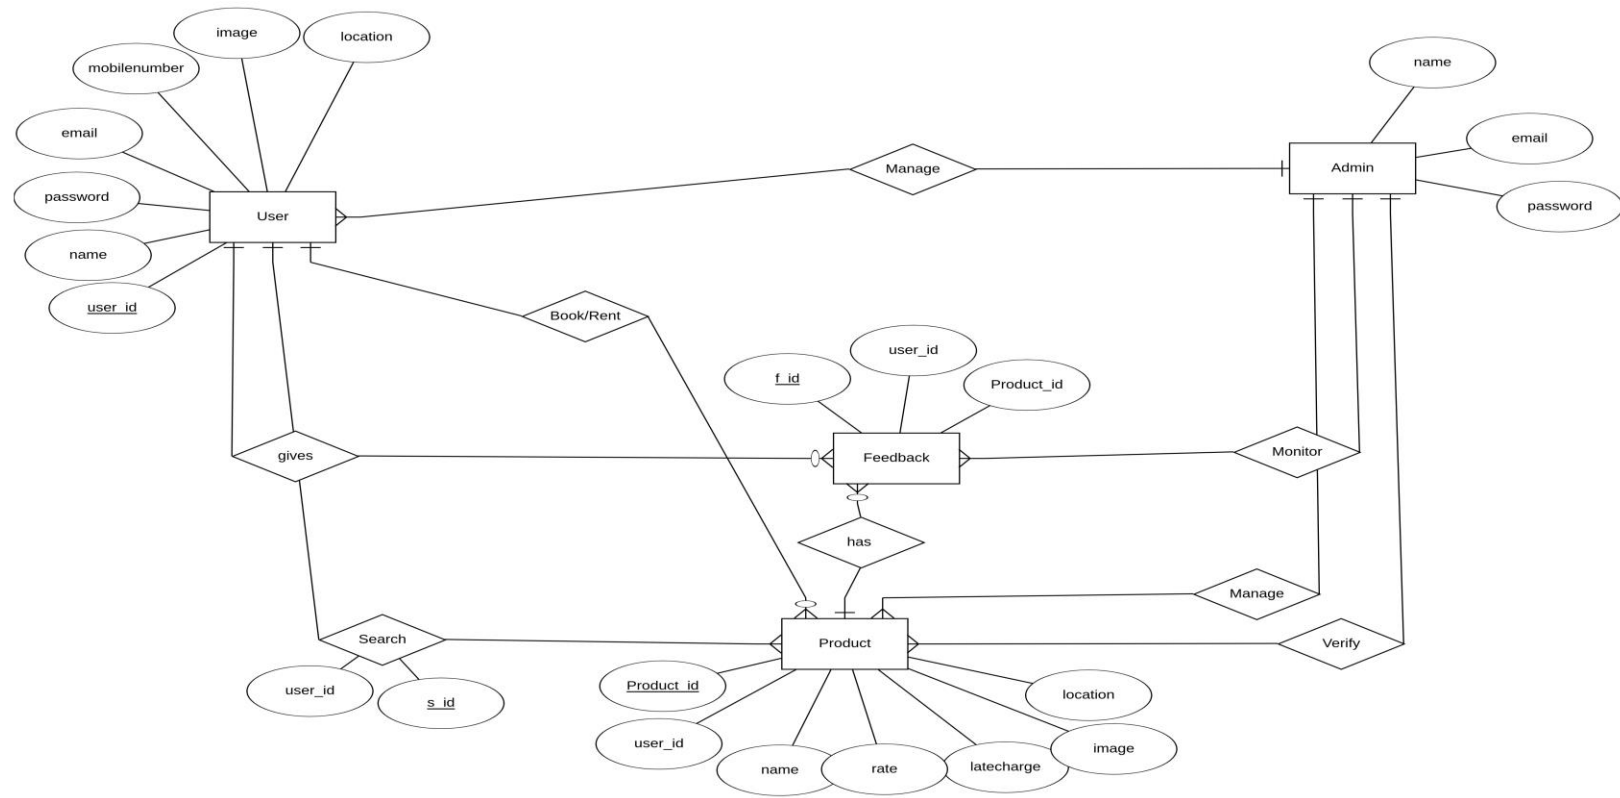 image
location
mobilenumber
name
email
email
Manage
Admin
password
password
User
name
user_id
Book/Rent
user_id
f_id
Product_id
gives
Feedback
Monitor
has
Manage
Search
Product
Verify
user_id
Product_id
location
s_id
user_id
image
name
rate
latecharge